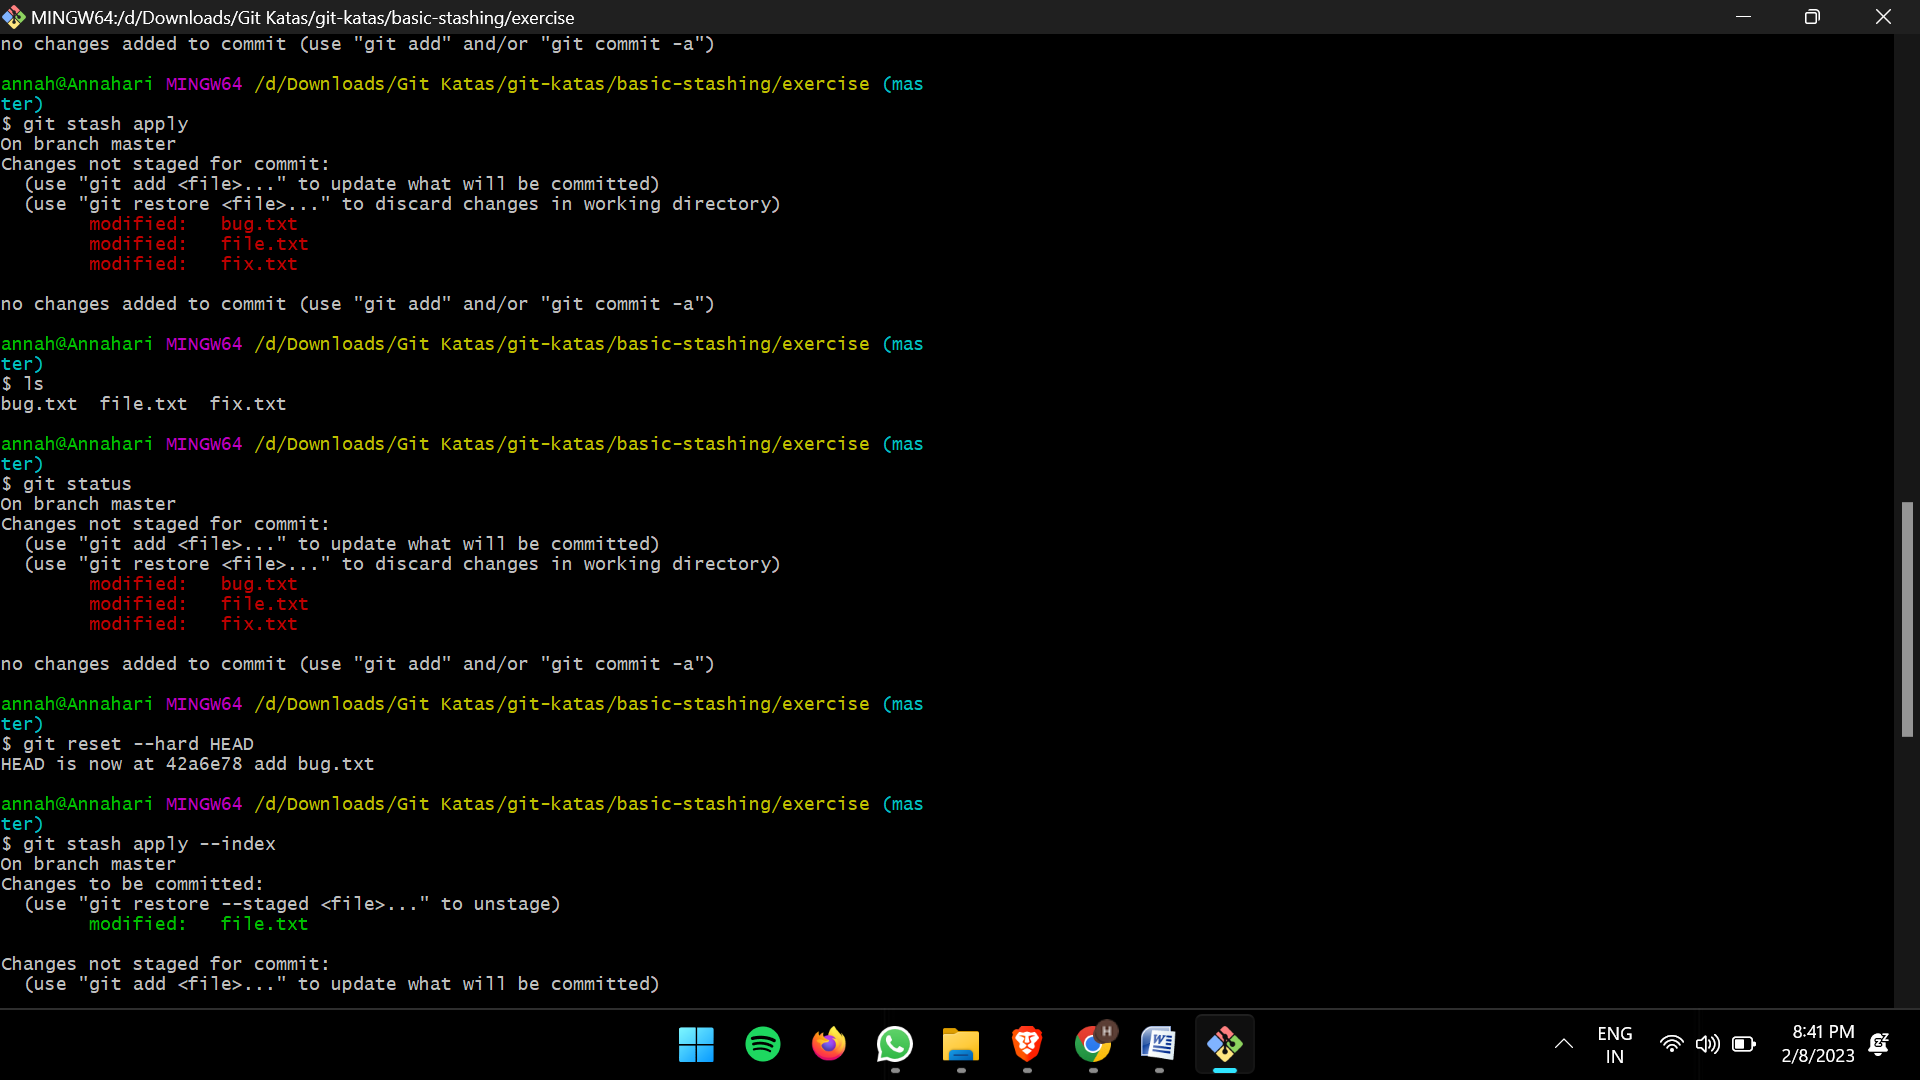 MINGW64:/d/Downloads/Git Katas/git-katas/basic-stashing/exercise
no changes added to commit (use "git add" and/or "git commit -a")
annah@Annahari MINGW64 /d/Downloads/Git Katas/git-katas/basic-stashing/exercise (mas
ter)
$ git stash apply
On branch master
Changes not staged for commit:
  (use "git add <file>..." to update what will be committed)
  (use "git restore <file>..." to discard changes in working directory)
        modified:   bug.txt
        modified:   file.txt
        modified:   fix.txt
no changes added to commit (use "git add" and/or "git commit -a")
annah@Annahari MINGW64 /d/Downloads/Git Katas/git-katas/basic-stashing/exercise (mas
ter)
$ ls
bug.txt  file.txt  fix.txt
annah@Annahari MINGW64 /d/Downloads/Git Katas/git-katas/basic-stashing/exercise (mas
ter)
$ git status
On branch master
Changes not staged for commit:
  (use "git add <file>..." to update what will be committed)
  (use "git restore <file>..." to discard changes in working directory)
        modified:   bug.txt
        modified:   file.txt
        modified:   fix.txt
no changes added to commit (use "git add" and/or "git commit -a")
annah@Annahari MINGW64 /d/Downloads/Git Katas/git-katas/basic-stashing/exercise (mas
ter)
$ git reset --hard HEAD
HEAD is now at 42a6e78 add bug.txt
annah@Annahari MINGW64 /d/Downloads/Git Katas/git-katas/basic-stashing/exercise (mas
ter)
$ git stash apply --index
On branch master
Changes to be committed:
  (use "git restore --staged <file>..." to unstage)
        modified:   file.txt
Changes not staged for commit:
  (use "git add <file>..." to update what will be committed)
H
W
ENG
IN
8:41 PM
2/8/2023